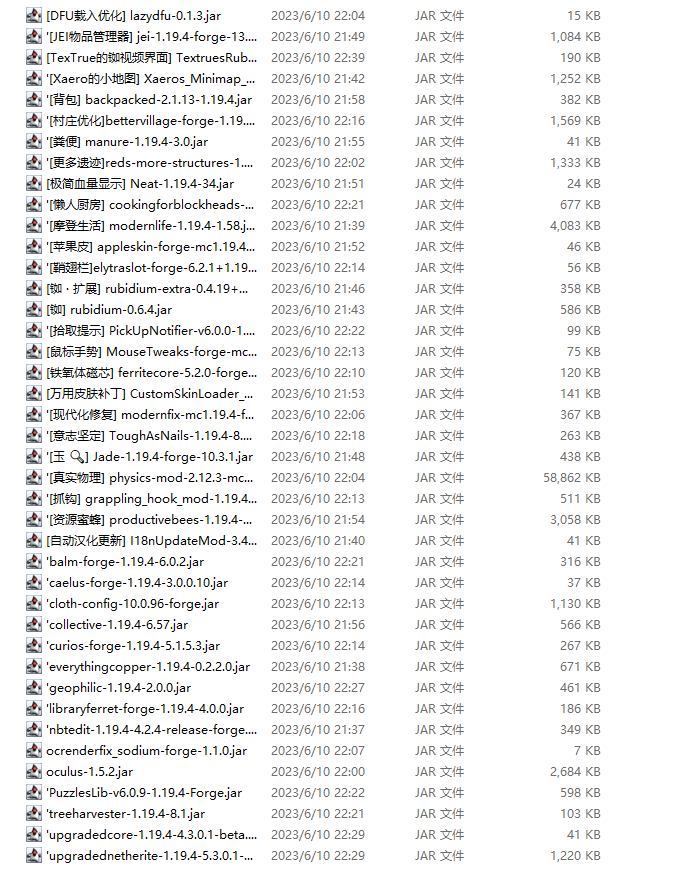 [DFU载入优化] lazydfu-0.1.3.jar 2023/6/10 22:04 JAR 文件 15 KB
'[JEI物品管理器] jei-1.19.4-forge-13.... 2023/6/10 21:49 JAR 文件 1,084 KB
[TexTrue的铷视频界面] TextruesRub... 2023/6/10 22:39 JAR 文件 190 KB
'[Xaero的小地图] Xaeros_Minimap_... 2023/6/10 21:42 JAR 文件 1,252 KB
'[背包] backpacked-2.1.13-1.19.4.jar 2023/6/10 21:58 JAR 文件 382 KB
'[村庄优化]bettervillage-forge-1.19.... 2023/6/10 22:16 JAR 文件 1,569 KB
'[粪便] manure-1.19.4-3.0.jar 2023/6/10 21:55 JAR 文件 41 KB
'[更多遗迹]reds-more-structures-1.... 2023/6/10 22:02 JAR 文件 1,333 KB
[极简血量显示] Neat-1.19.4-34.jar 2023/6/10 21:51 JAR 文件 24 KB
'[懒人厨房] cookingforblockheads-... 2023/6/10 22:21 JAR 文件 677 KB
'[摩登生活] modernlife-1.19.4-1.58.j... 2023/6/10 21:39 JAR 文件 4,083 KB
'[苹果皮] appleskin-forge-mc1.19.4... 2023/6/10 21:52 JAR 文件 46 KB
'[鞘翅栏]elytraslot-forge-6.2.1+1.19... 2023/6/10 22:14 JAR 文件 56 KB
[铷 · 扩展] rubidium-extra-0.4.19+... 2023/6/10 21:46 JAR 文件 358 KB
[铷] rubidium-0.6.4.jar 2023/6/10 21:43 JAR 文件 586 KB
'[拾取提示] PickUpNotifier-v6.0.0-1.... 2023/6/10 22:22 JAR 文件 99 KB
[鼠标手势] MouseTweaks-forge-mc... 2023/6/10 22:13 JAR 文件 75 KB
[铁氧体磁芯] ferritecore-5.2.0-forge... 2023/6/10 22:10 JAR 文件 120 KB
[万用皮肤补丁] CustomSkinLoader_... 2023/6/10 21:53 JAR 文件 141 KB
'[现代化修复] modernfix-mc1.19.4-f... 2023/6/10 22:06 JAR 文件 367 KB
'[意志坚定] ToughAsNails-1.19.4-8.... 2023/6/10 22:18 JAR 文件 263 KB
'[玉 🔍] Jade-1.19.4-forge-10.3.1.jar 2023/6/10 21:48 JAR 文件 438 KB
'[真实物理] physics-mod-2.12.3-mc... 2023/6/10 22:04 JAR 文件 58,862 KB
'[抓钩] grappling_hook_mod-1.19.4... 2023/6/10 22:13 JAR 文件 511 KB
'[资源蜜蜂] productivebees-1.19.4-... 2023/6/10 21:54 JAR 文件 3,058 KB
[自动汉化更新] I18nUpdateMod-3.4... 2023/6/10 21:40 JAR 文件 41 KB
'balm-forge-1.19.4-6.0.2.jar 2023/6/10 22:21 JAR 文件 316 KB
'caelus-forge-1.19.4-3.0.0.10.jar 2023/6/10 22:14 JAR 文件 37 KB
'cloth-config-10.0.96-forge.jar 2023/6/10 22:13 JAR 文件 1,130 KB
'collective-1.19.4-6.57.jar 2023/6/10 21:56 JAR 文件 566 KB
'curios-forge-1.19.4-5.1.5.3.jar 2023/6/10 22:14 JAR 文件 267 KB
'everythingcopper-1.19.4-0.2.2.0.jar 2023/6/10 21:38 JAR 文件 671 KB
'geophilic-1.19.4-2.0.0.jar 2023/6/10 22:27 JAR 文件 461 KB
'libraryferret-forge-1.19.4-4.0.0.jar 2023/6/10 22:16 JAR 文件 186 KB
'nbtedit-1.19.4-4.2.4-release-forge.... 2023/6/10 21:37 JAR 文件 349 KB
ocrenderfix_sodium-forge-1.1.0.jar 2023/6/10 22:07 JAR 文件 7 KB
oculus-1.5.2.jar 2023/6/10 22:00 JAR 文件 2,684 KB
'PuzzlesLib-v6.0.9-1.19.4-Forge.jar 2023/6/10 22:22 JAR 文件 598 KB
'treeharvester-1.19.4-8.1.jar 2023/6/10 22:21 JAR 文件 103 KB
'upgradedcore-1.19.4-4.3.0.1-beta.... 2023/6/10 22:29 JAR 文件 41 KB
'upgradednetherite-1.19.4-5.3.0.1-... 2023/6/10 22:29 JAR 文件 1,220 KB